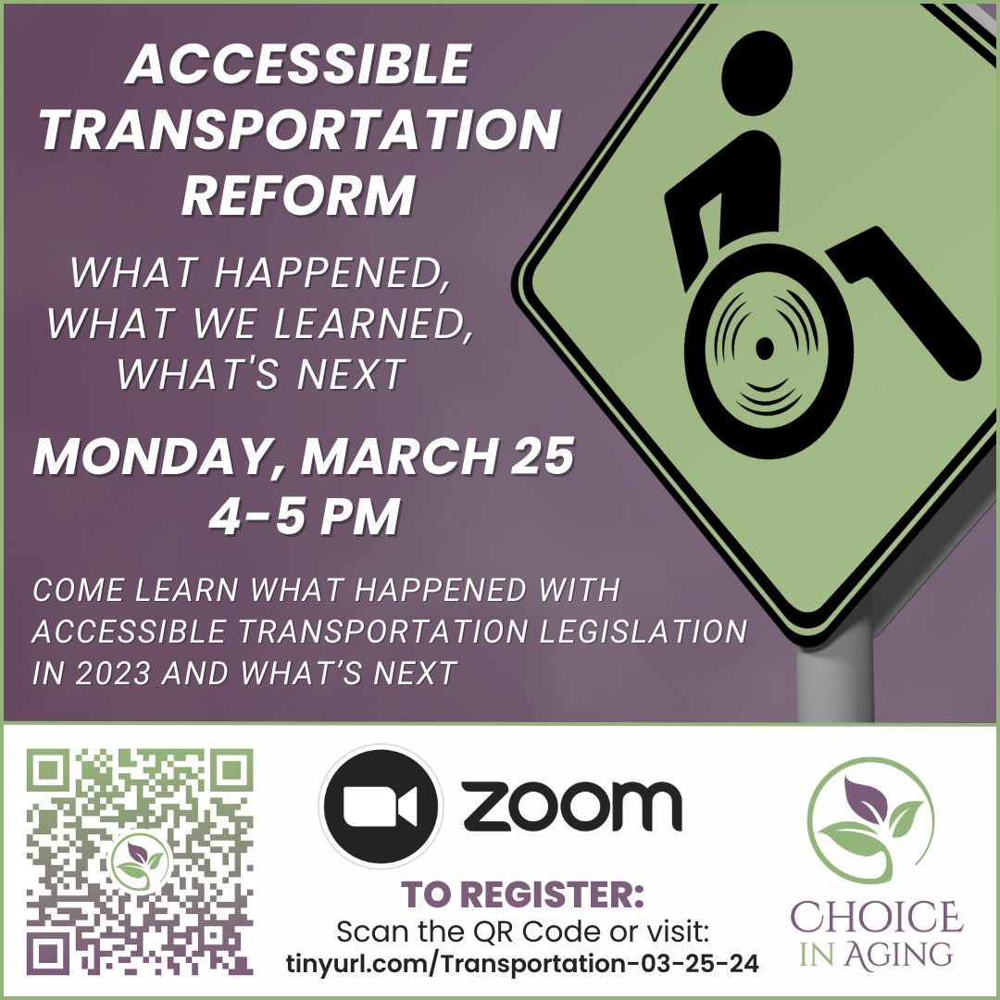 ACCESSIBLE
TRANSPORTATION
REFORM
WHAT HAPPENED,
WHAT WE LEARNED,
WHAT'S NEXT
MONDAY, MARCH 25
4-5 PM
COME LEARN WHAT HAPPENED WITH
ACCESSIBLE TRANSPORTATION LEGISLATION
IN 2023 AND WHAT’S NEXT
zoom
TO REGISTER:
Scan the QR Code or visit:
tinyurl.com/Transportation-03-25-24
CHOICE
IN AGING